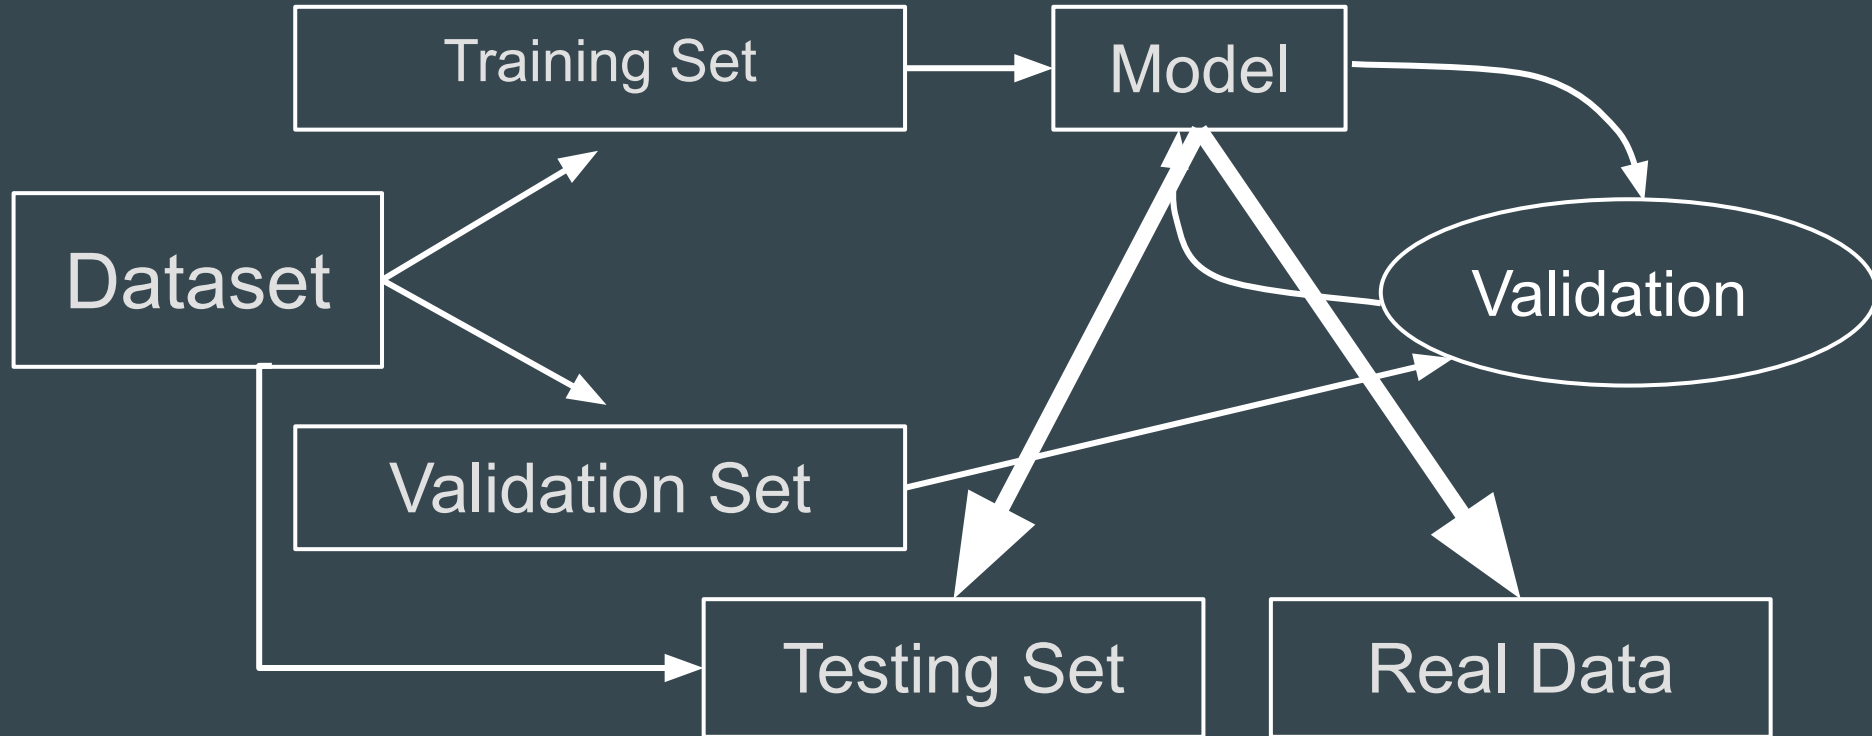 Training Set
Model
Dataset
Validation
Validation Set
Testing Set
Real Data